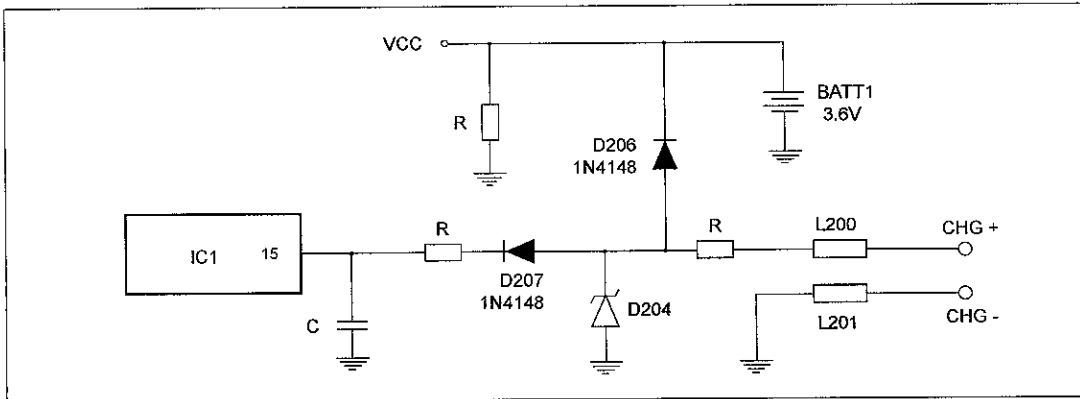 VCC
BATT1
3.6V
R
D206
1N4148
IC1
15
R
R
L200
CHG +
D207
1N4148
D204
C
L201
CHG -